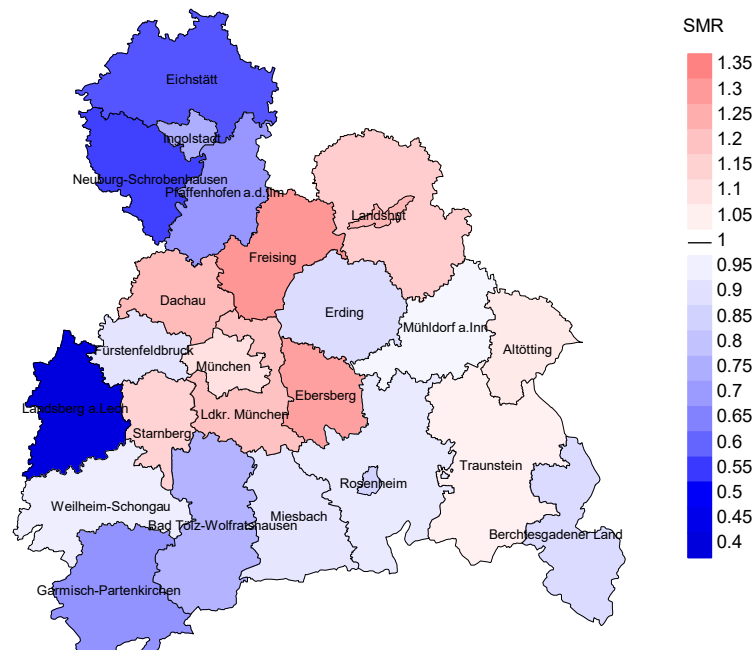 SMR
1.35
1.3
1.25
1.2
1.15
1.1
1.05
1
0.95
0.9
0.85
0.8
0.75
0.7
0.65
0.6
0.55
0.5
0.45
0.4
Eichstätt
Ingolstadt
Neuburg-Schrobenhausen
Pfaffenhofen a.d.Ilm
Landshut
Freising
Dachau
Erding
Mühldorf a.Inn
Fürstenfeldbruck
München
Altötting
Ebersberg
Landsberg a.Lech
Ldkr. München
Starnberg
Traunstein
Rosenheim
Weilheim-Schongau
Miesbach
Bad Tölz-Wolfratshausen
Berchtesgadener Land
Garmisch-Partenkirchen